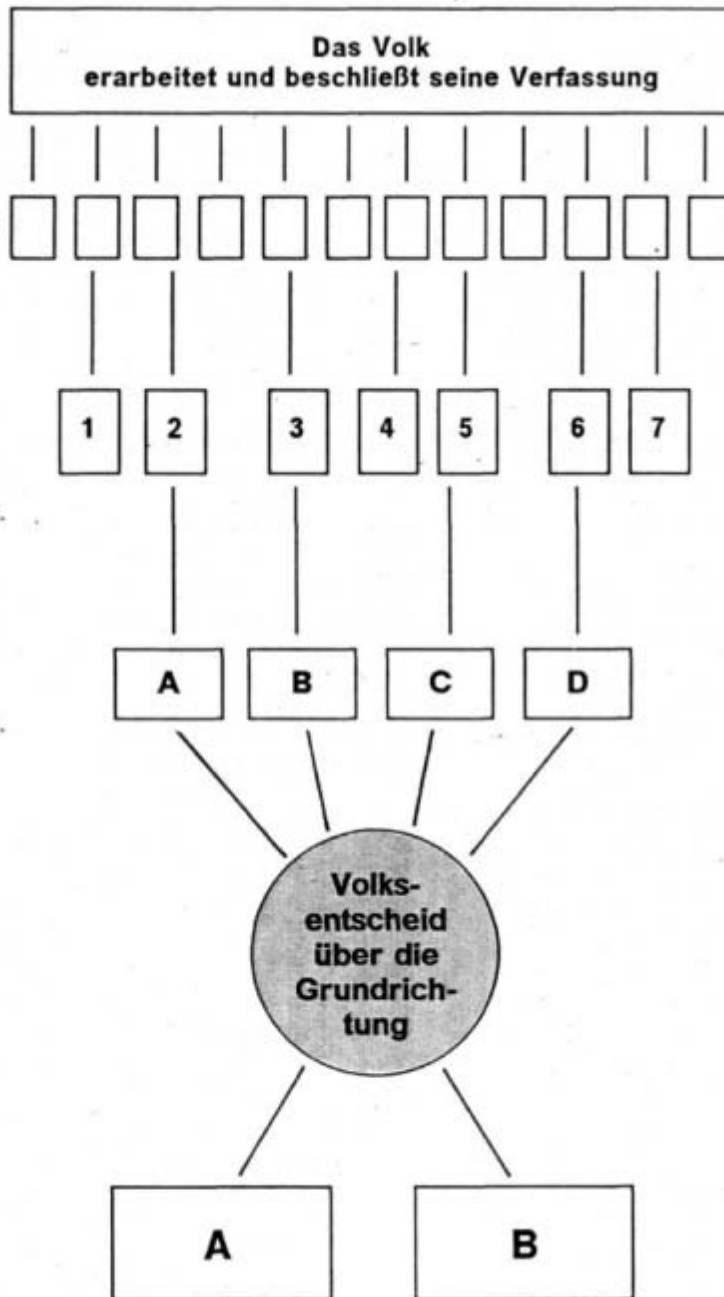 Das Volk
erarbeitet und beschließt seine Verfassung
1 2 3 4 5 6 7
A B C D
Volks-
entscheid
über die
Grundrich-
tung
A B